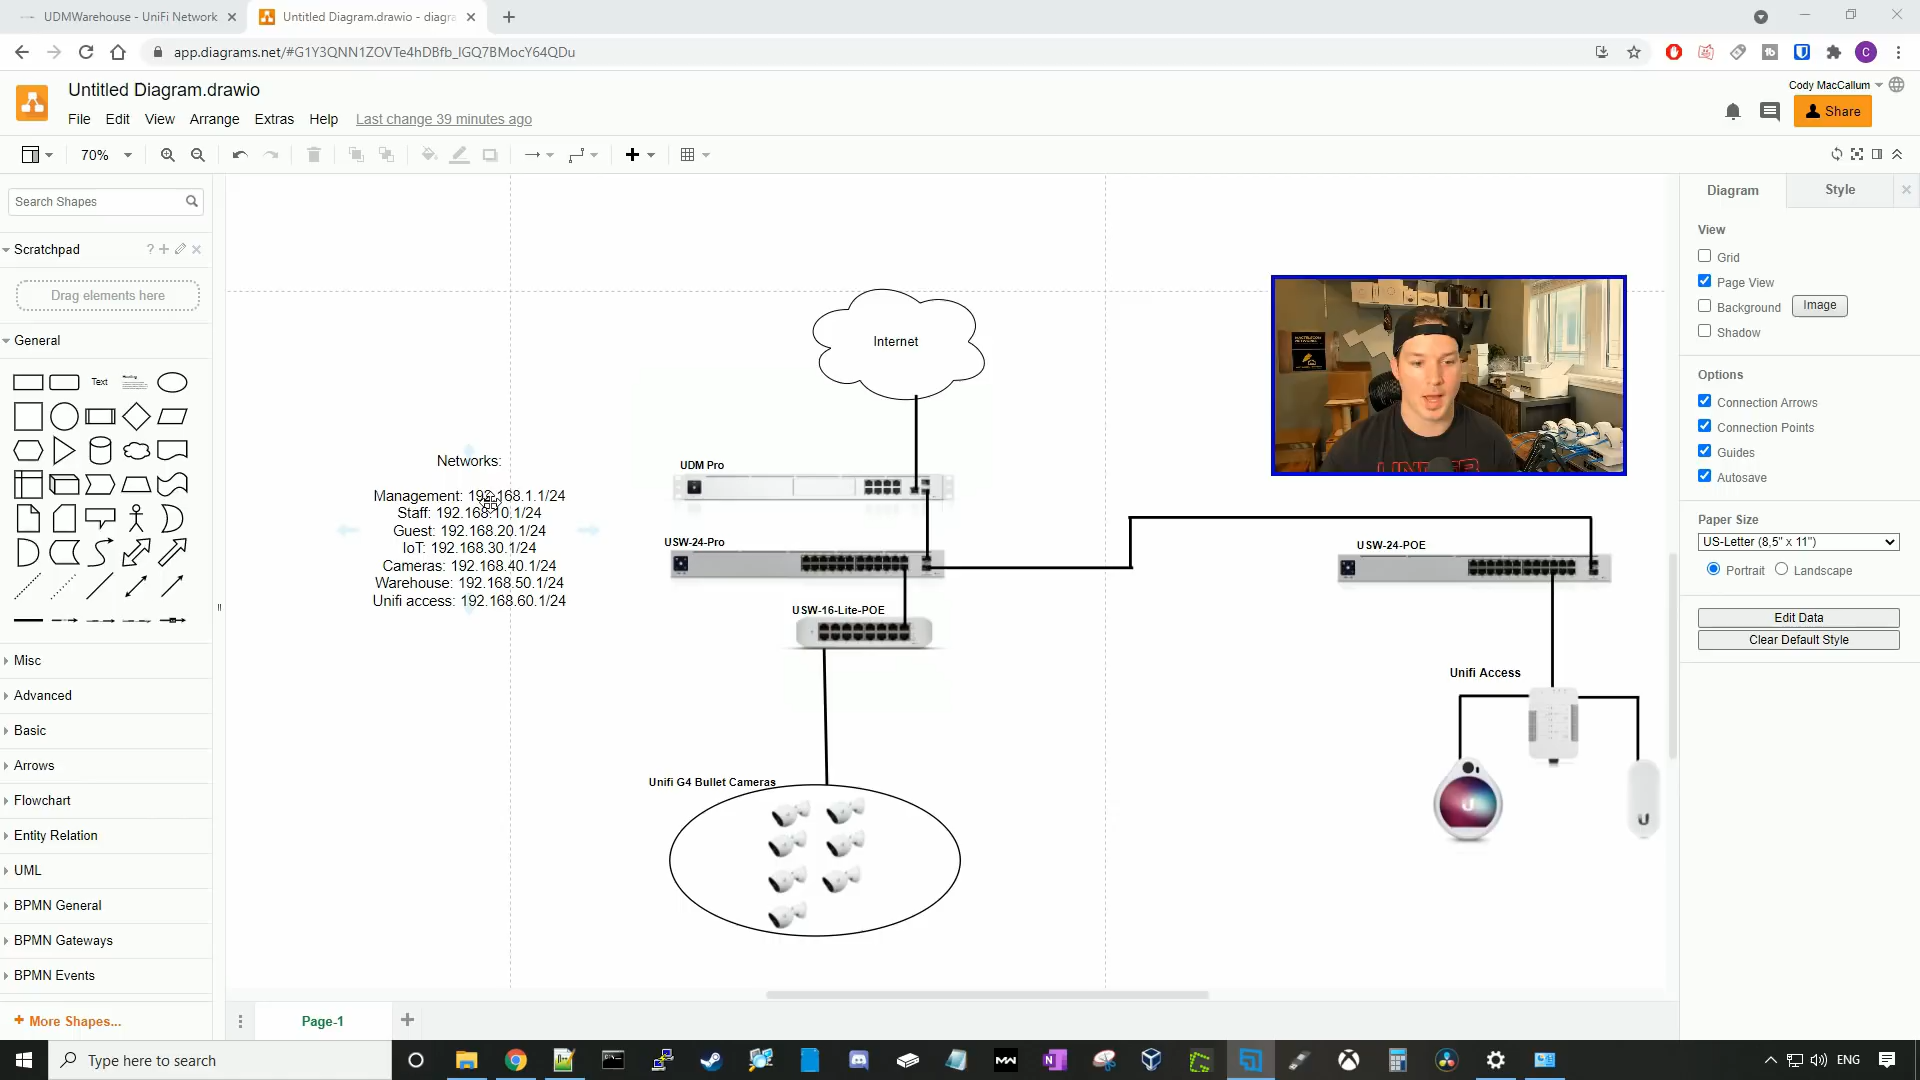 UDMWarehouse - UniFi Network
Untitled Diagram.drawio - diagra
app.diagrams.net/#G1Y3QNN1ZOVTe4hDBfb_lGQ7BMocY64QDu
C
Untitled Diagram.drawio
Cody MacCallum
File Edit View Arrange Extras Help Last change 39 minutes ago
Share
70%
Search Shapes
Scratchpad
Drag elements here
General
Text
Heading
Misc
Advanced
Basic
Arrows
Flowchart
Entity Relation
UML
BPMN General
BPMN Gateways
BPMN Events
More Shapes...
Internet
Networks:
Management: 192.168.1.1/24
Staff: 192.168.10.1/24
Guest: 192.168.20.1/24
IoT: 192.168.30.1/24
Cameras: 192.168.40.1/24
Warehouse: 192.168.50.1/24
Unifi access: 192.168.60.1/24
UDM Pro
USW-24-Pro
USW-16-Lite-POE
Unifi G4 Bullet Cameras
USW-24-POE
Unifi Access
UNDER
Diagram Style
View
Grid
Page View
Background
Image
Shadow
Options
Connection Arrows
Connection Points
Guides
Autosave
Paper Size
US-Letter (8,5" x 11")
Portrait
Landscape
Edit Data
Clear Default Style
Page-1
Type here to search
ENG